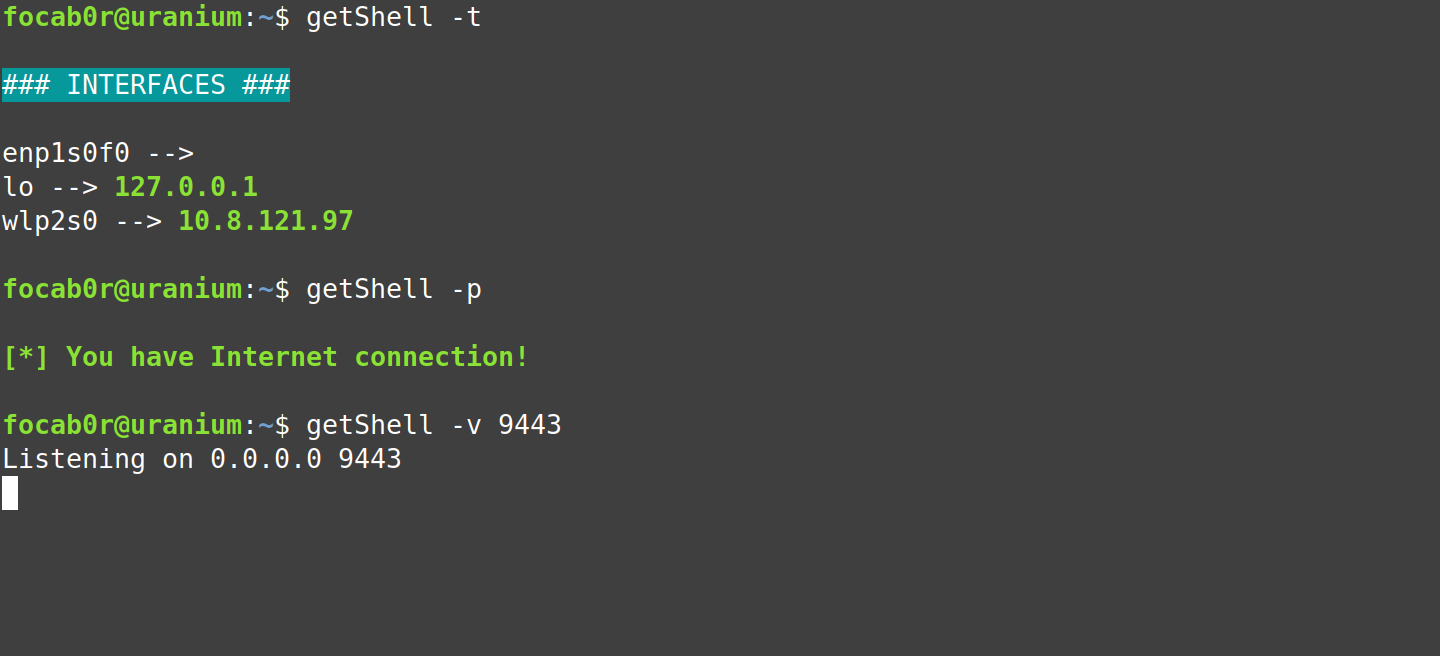 focab0r@uranium:~$ getShell -t
### INTERFACES ###
enp1s0f0 -->
lo --> 127.0.0.1
wlp2s0 --> 10.8.121.97
focab0r@uranium:~$ getShell -p
[*] You have Internet connection!
focab0r@uranium:~$ getShell -v 9443
Listening on 0.0.0.0 9443